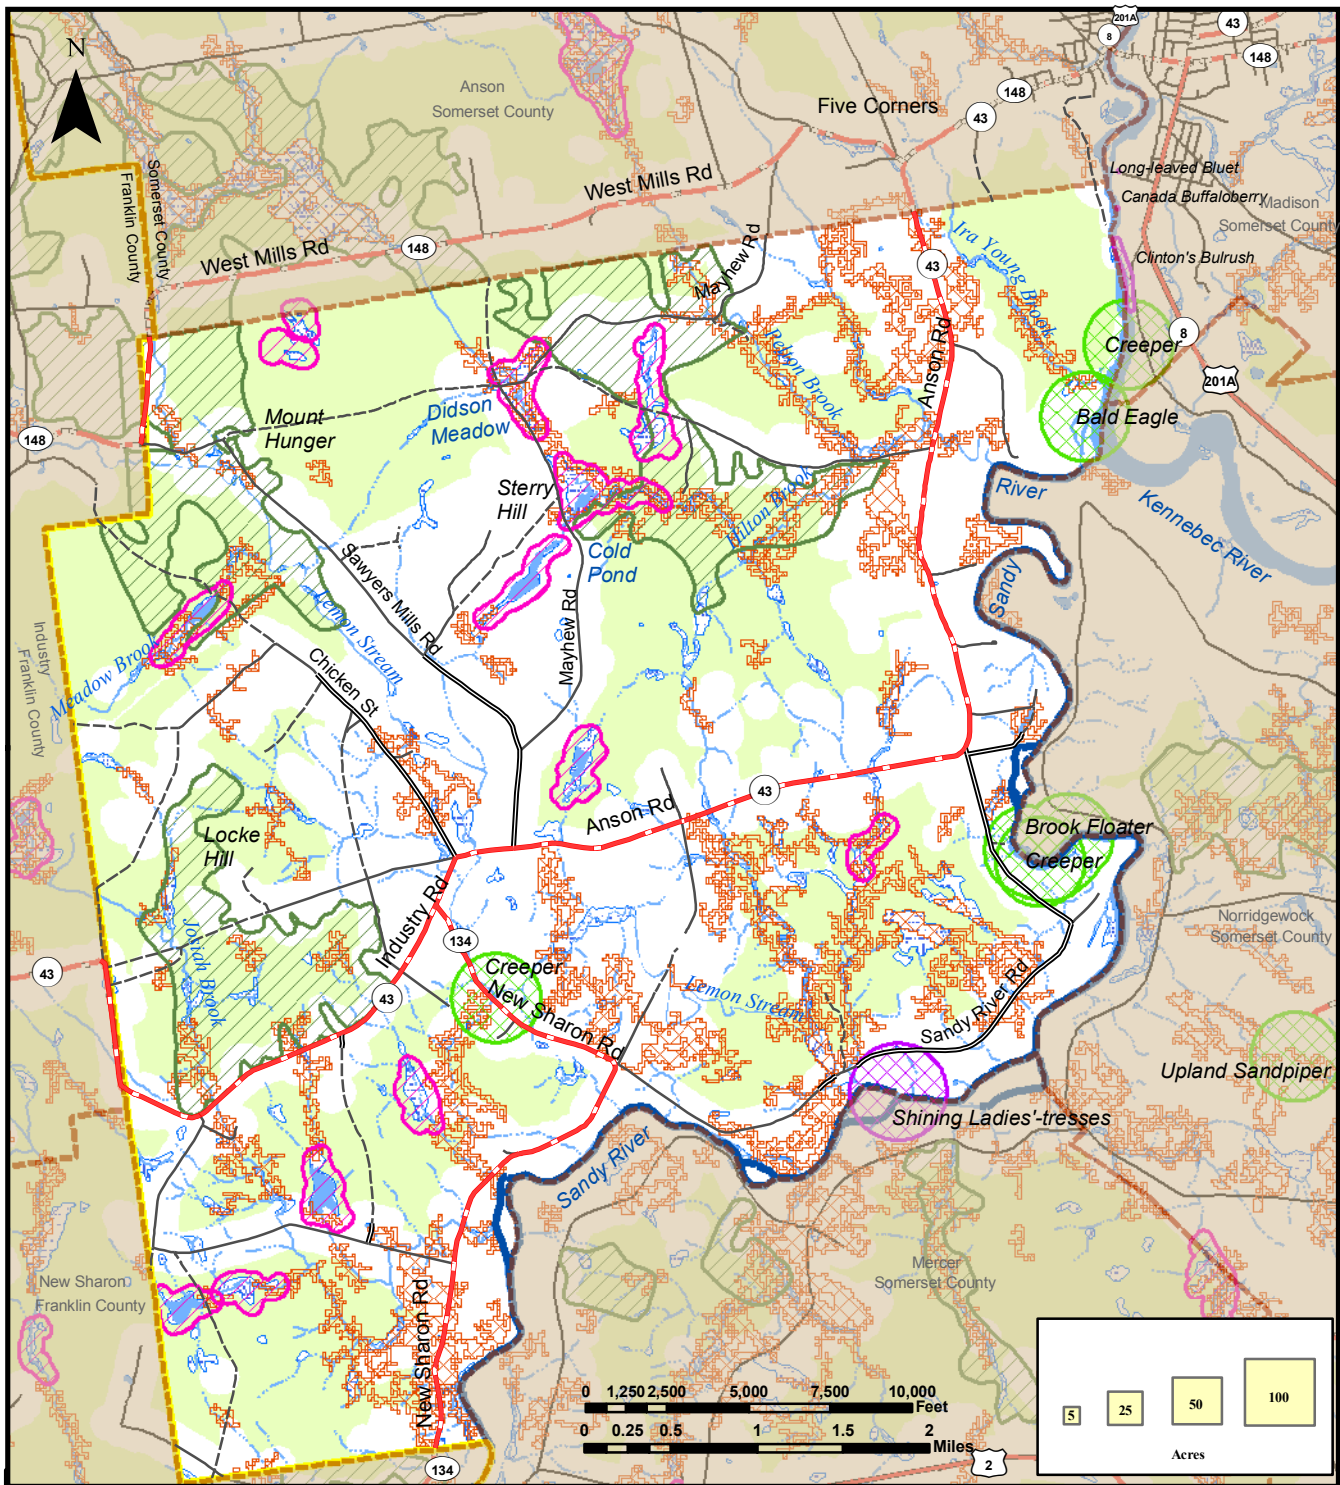 201A
8
43
148
N
Anson
Somerset County
148
Five Corners
43
Somerset County
Franklin County
West Mills Rd
Long-leaved Bluet
Canada Buffaloberry
Madison
Somerset County
148
West Mills Rd
Mayhew Rd
43
Ira Young Brook
Clinton's Bulrush
Creeper
8
201A
Pelton Brook
Anson Rd
Didson
Meadow
Mount
Hunger
Bald Eagle
148
Sterry
Hill
Hilton Brook
River
Kennebec River
Cold
Pond
Sawyers Mills Rd
Lemon Stream
Mayhew Rd
Sandy
Industry
Franklin County
Meadow Brook
Chicken St
43
Anson Rd
Locke
Hill
Brook Floater
Creeper
Industry Rd
134
Norridgewock
Somerset County
43
Josiah Brook
Creeper
New Sharon Rd
43
Lemon Stream
Sandy River Rd
Upland Sandpiper
Shining Ladies'-tresses
Sandy River
Mercer
Somerset County
New Sharon
Franklin County
New Sharon Rd
0 1,250 2,500 5,000 7,500 10,000
Feet
0 0.25 0.5 1 1.5 2
Miles
5 25 50 100
Acres
134
2